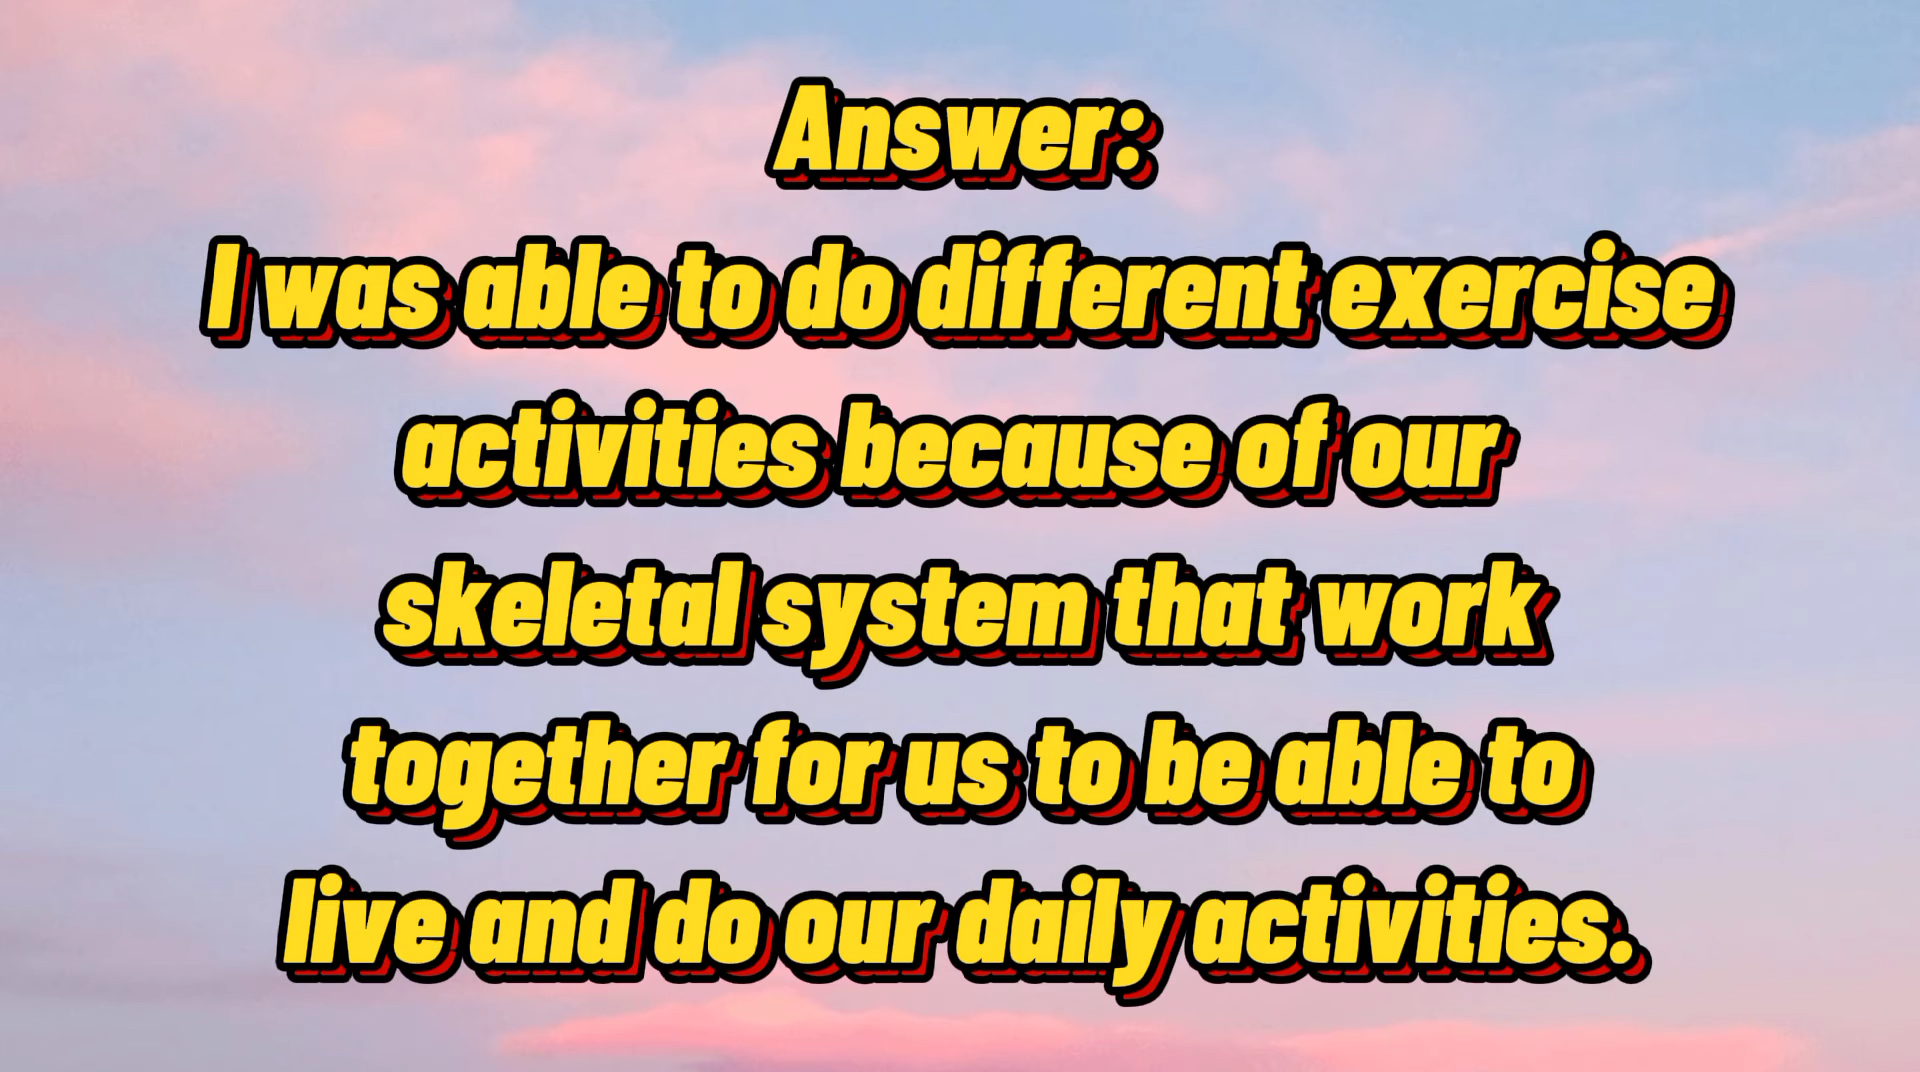 Answer:
I was able to do different exercise
activities because of our
skeletal system that work
together for us to be able to
live and do our daily activities.